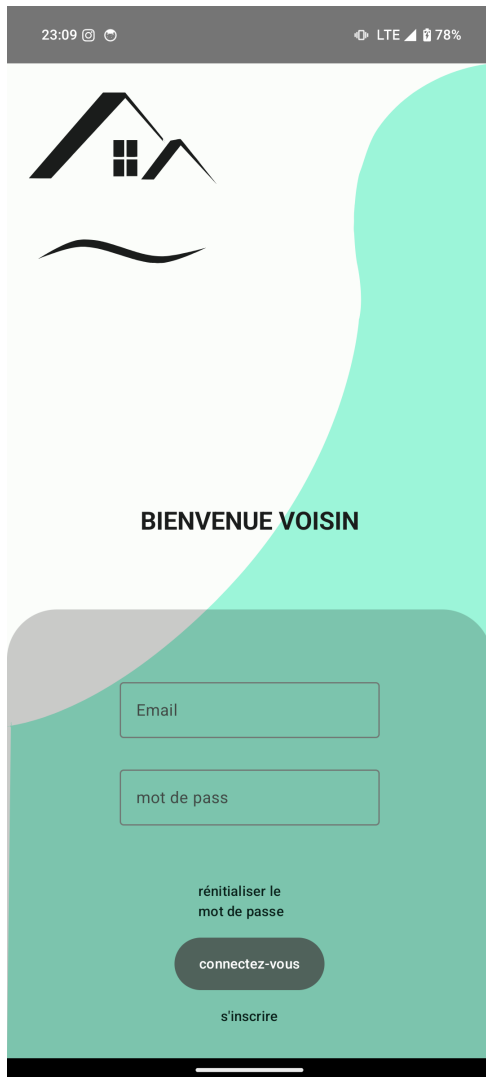 23:09 LTE 78%
BIENVENUE VOISIN
Email
mot de pass
rénitialiser le
mot de passe
connectez-vous
s'inscrire